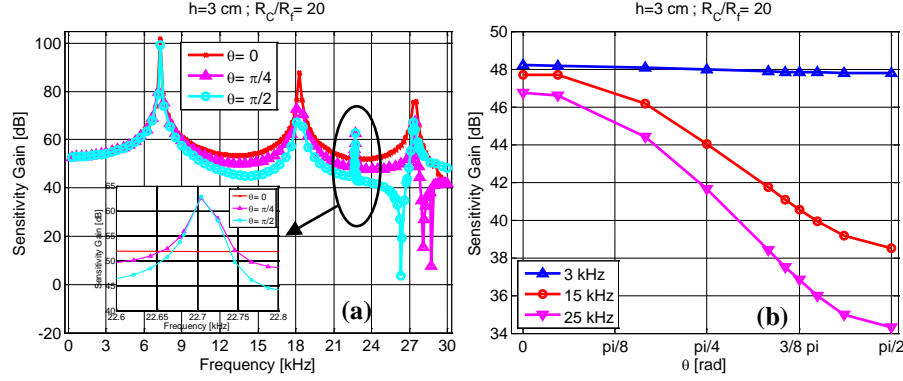 h=3 cm ; R_C/R_f= 20
100
80
60
40
20
0
-20
Sensitivity Gain [dB]
θ= 0
θ= π/4
θ= π/2
65
60
55
50
45
40
Sensitivity Gain (dB)
θ= 0
θ= π/4
θ= π/2
22.6 22.65 22.7 22.75 22.8
Frequency [kHz]
(a)
0 3 6 9 12 15 18 21 24 27 30
Frequency [kHz]
h=3 cm ; R_C/R_f= 20
50
48
46
44
42
40
38
36
34
Sensitivity Gain [dB]
3 kHz
15 kHz
25 kHz
(b)
0 pi/8 pi/4 3/8 pi pi/2
θ [rad]